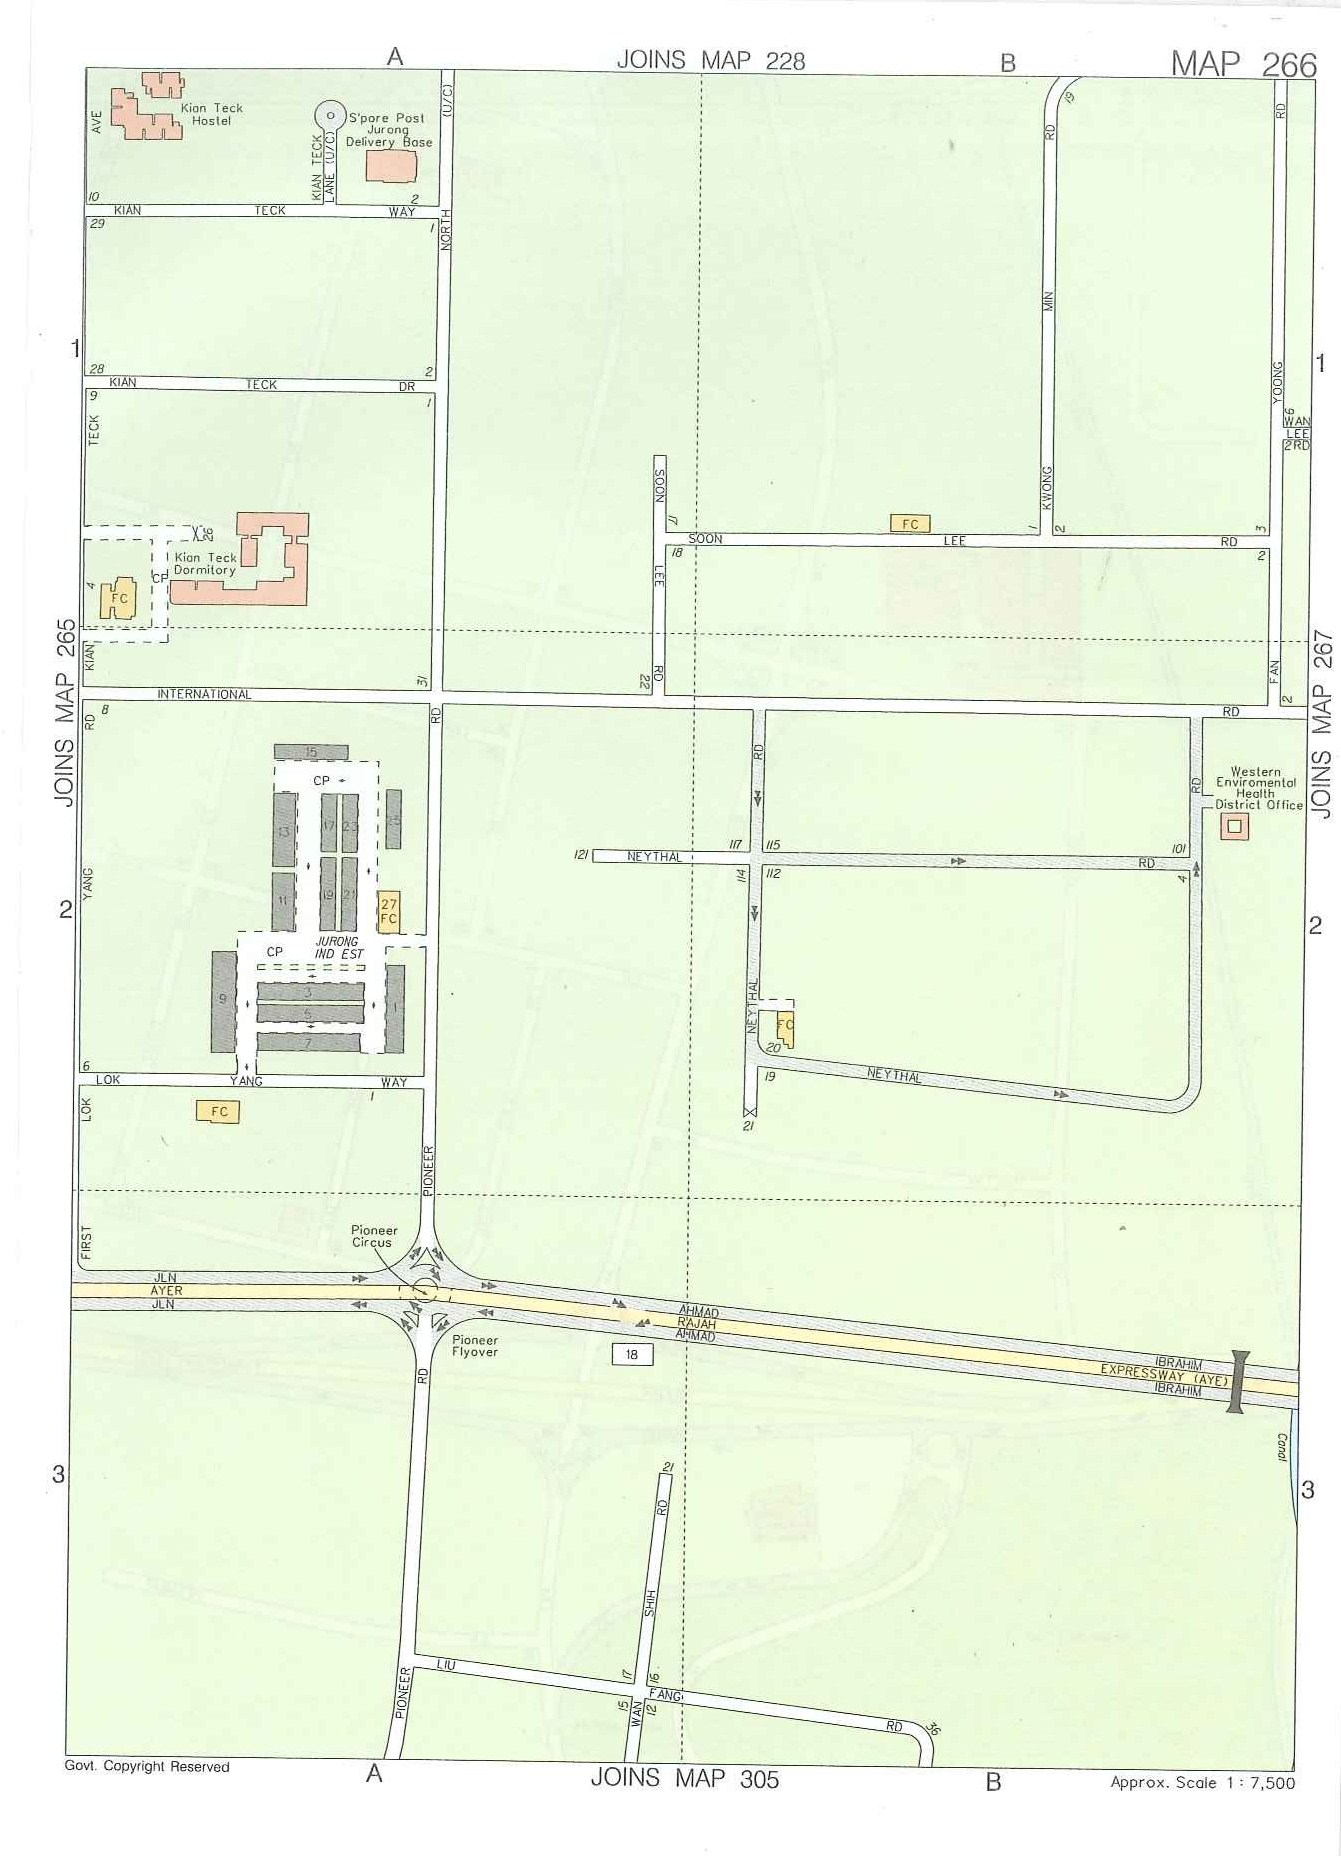 A
JOINS MAP 228
B
MAP 266
AVE
Kian Teck
Hostel
KIAN TECK
LANE (U/C)
S'pore Post
Jurong
Delivery Base
(U/C)
RD
19
RD
10
2
KIAN TECK WAY
29
1
NORTH
MIN
1
1
28
2
KIAN TECK DR
9
1
TECK
YOONG
6
WAN
LEE
2 RD
SOON
17
KWONG
FC
1
2
3
SOON LEE RD
18
2
26
Kian Teck
Dormitory
CP
4
FC
LEE
KIAN
JOINS MAP 265
JOINS MAP 267
31
22
RD
FAN
2
INTERNATIONAL RD
8
RD
RD
RD
RD
15
CP
13
17
23
25
11
19
21
27
FC
Western
Enviromental
Health
District Office
117
115
101
121
NEYTHAL
RD
114
112
4
YANG
2
2
JURONG
IND EST
CP
9
3
5
7
1
NEYTHAL
FC
20
19
NEYTHAL
21
6
LOK YANG WAY
1
LOK
FC
PIONEER
FIRST
Pioneer
Circus
JLN
AYER
JLN
AHMAD
RAJAH
AHMAD
IBRAHIM
EXPRESSWAY (AYE)
IBRAHIM
Pioneer
Flyover
18
RD
Canal
3
3
21
RD
SHIH
LIU
17
16
FANG
15
12
WAN
RD
36
PIONEER
Govt. Copyright Reserved
A
JOINS MAP 305
B
Approx. Scale 1 : 7,500